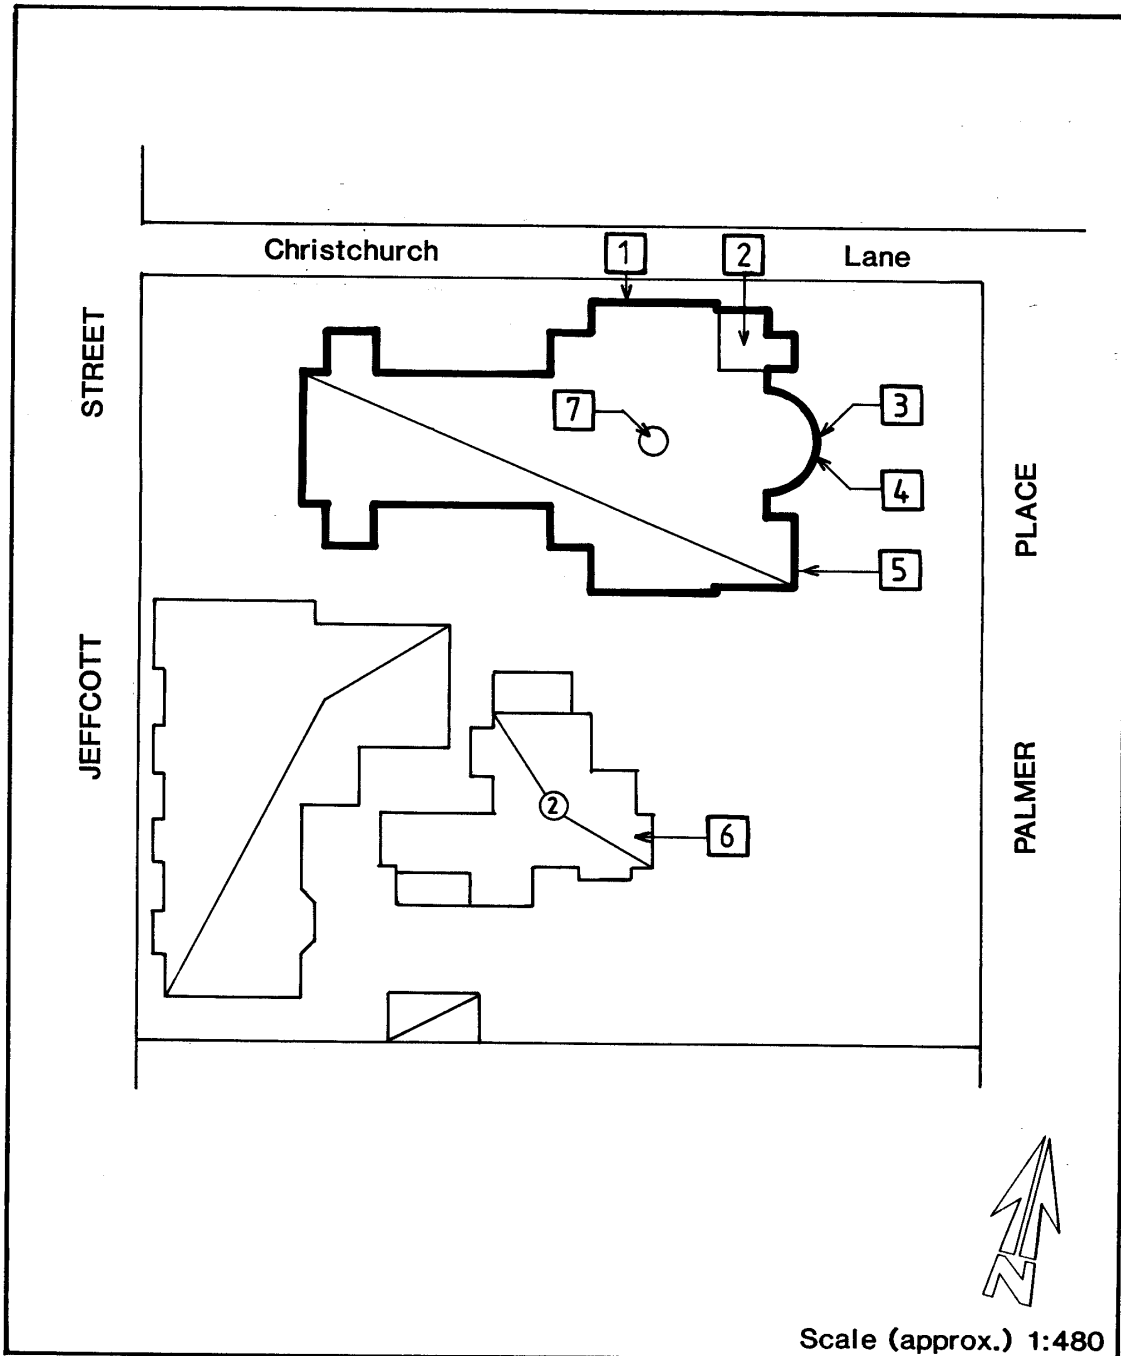 Christchurch Lane
1
2
STREET
3
7
4
PLACE
5
JEFFCOTT
2
6
PALMER
N
Scale (approx.) 1:480